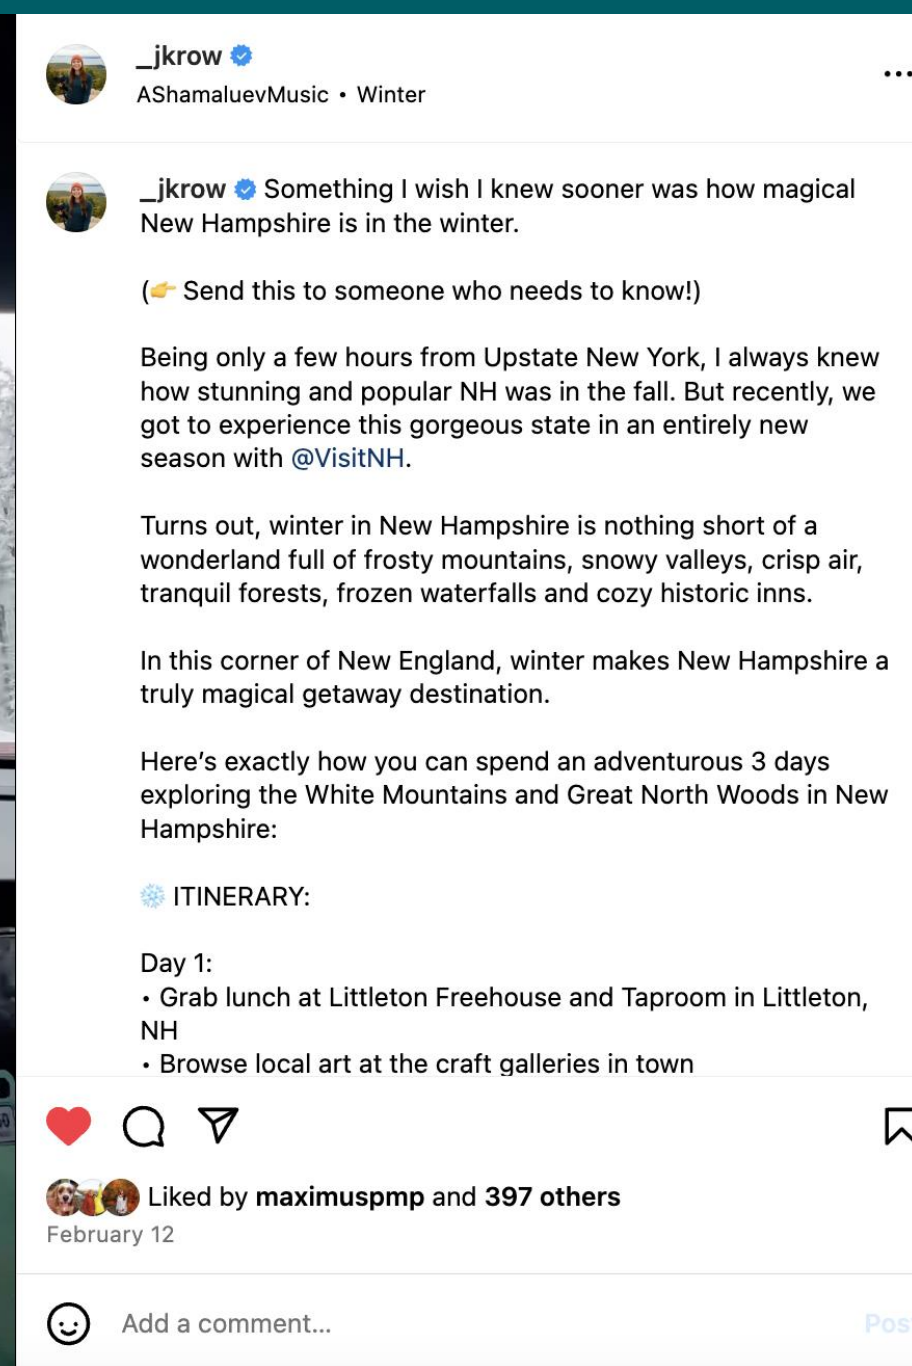 _jkrow
AShamaluevMusic • Winter
_jkrow Something I wish I knew sooner was how magical
New Hampshire is in the winter.
(👉 Send this to someone who needs to know!)
Being only a few hours from Upstate New York, I always knew
how stunning and popular NH was in the fall. But recently, we
got to experience this gorgeous state in an entirely new
season with @VisitNH.
Turns out, winter in New Hampshire is nothing short of a
wonderland full of frosty mountains, snowy valleys, crisp air,
tranquil forests, frozen waterfalls and cozy historic inns.
In this corner of New England, winter makes New Hampshire a
truly magical getaway destination.
Here’s exactly how you can spend an adventurous 3 days
exploring the White Mountains and Great North Woods in New
Hampshire:
❄️ ITINERARY:
Day 1:
• Grab lunch at Littleton Freehouse and Taproom in Littleton,
NH
• Browse local art at the craft galleries in town
Liked by maximuspmp and 397 others
February 12
Add a comment...
Pos